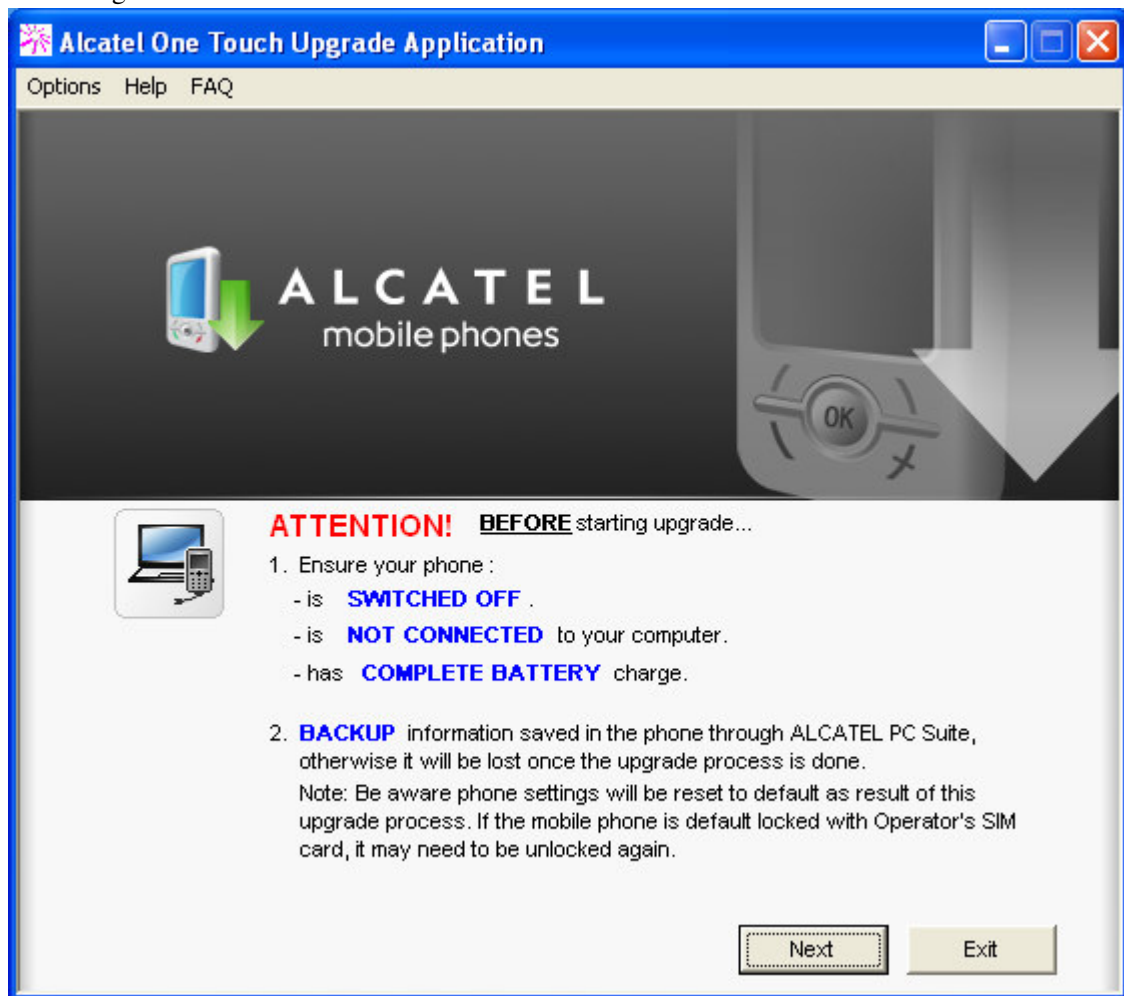 Alcatel One Touch Upgrade Application
Options Help FAQ
ALCATEL
mobile phones
OK
ATTENTION! BEFORE starting upgrade...
1. Ensure your phone :
- is SWITCHED OFF .
- is NOT CONNECTED to your computer.
- has COMPLETE BATTERY charge.
2. BACKUP information saved in the phone through ALCATEL PC Suite,
otherwise it will be lost once the upgrade process is done.
Note: Be aware phone settings will be reset to default as result of this
upgrade process. If the mobile phone is default locked with Operator's SIM
card, it may need to be unlocked again.
Next Exit